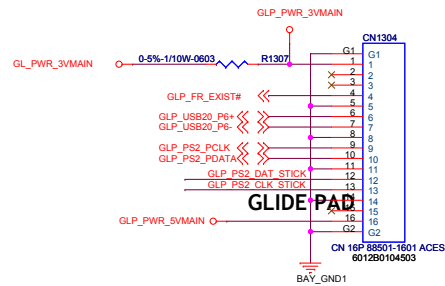 GLP_PWR_3VMAIN
CN1304
GL_PWR_3VMAIN
0-5%-1/10W-0603
R1307
G1
G1
1
1
2
2
3
3
GLP_FR_EXIST#
4
4
5
5
GLP_USB20_P6+
6
6
GLP_USB20_P6-
7
7
8
8
GLP_PS2_PCLK
9
9
GLP_PS2_PDATA
10
10
11
11
GLP_PS2_DAT_STICK
12
12
GLP_PS2_CLK_STICK
13
13
GLIDE PAD
14
14
15
15
GLP_PWR_5VMAIN
16
16
G2
G2
CN 16P 88501-1601 ACES
6012B0104503
BAY_GND1